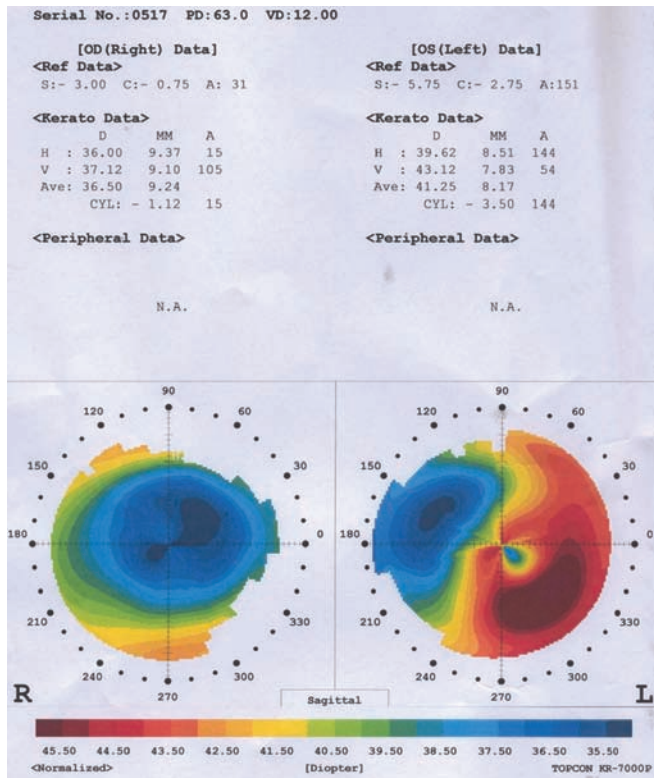 Serial No.:0517 PD:63.0 VD:12.00
[OD(Right) Data]
<Ref Data>
S:- 3.00 C:- 0.75 A: 31
<Kerato Data>
D MM A
H : 36.00 9.37 15
V : 37.12 9.10 105
Ave: 36.50 9.24
CYL: - 1.12 15
<Peripheral Data>
N.A.
[OS(Left) Data]
<Ref Data>
S:- 5.75 C:- 2.75 A:151
<Kerato Data>
D MM A
H : 39.62 8.51 144
V : 43.12 7.83 54
Ave: 41.25 8.17
CYL: - 3.50 144
<Peripheral Data>
N.A.
90
120 60
150 30
180 0
210 330
240 300
270
R
90
120 60
150 30
180 0
210 330
240 300
270
L
Sagittal
45.50 44.50 43.50 42.50 41.50 40.50 39.50 38.50 37.50 36.50 35.50
<Normalized> [Diopter] TOPCON KR-7000P